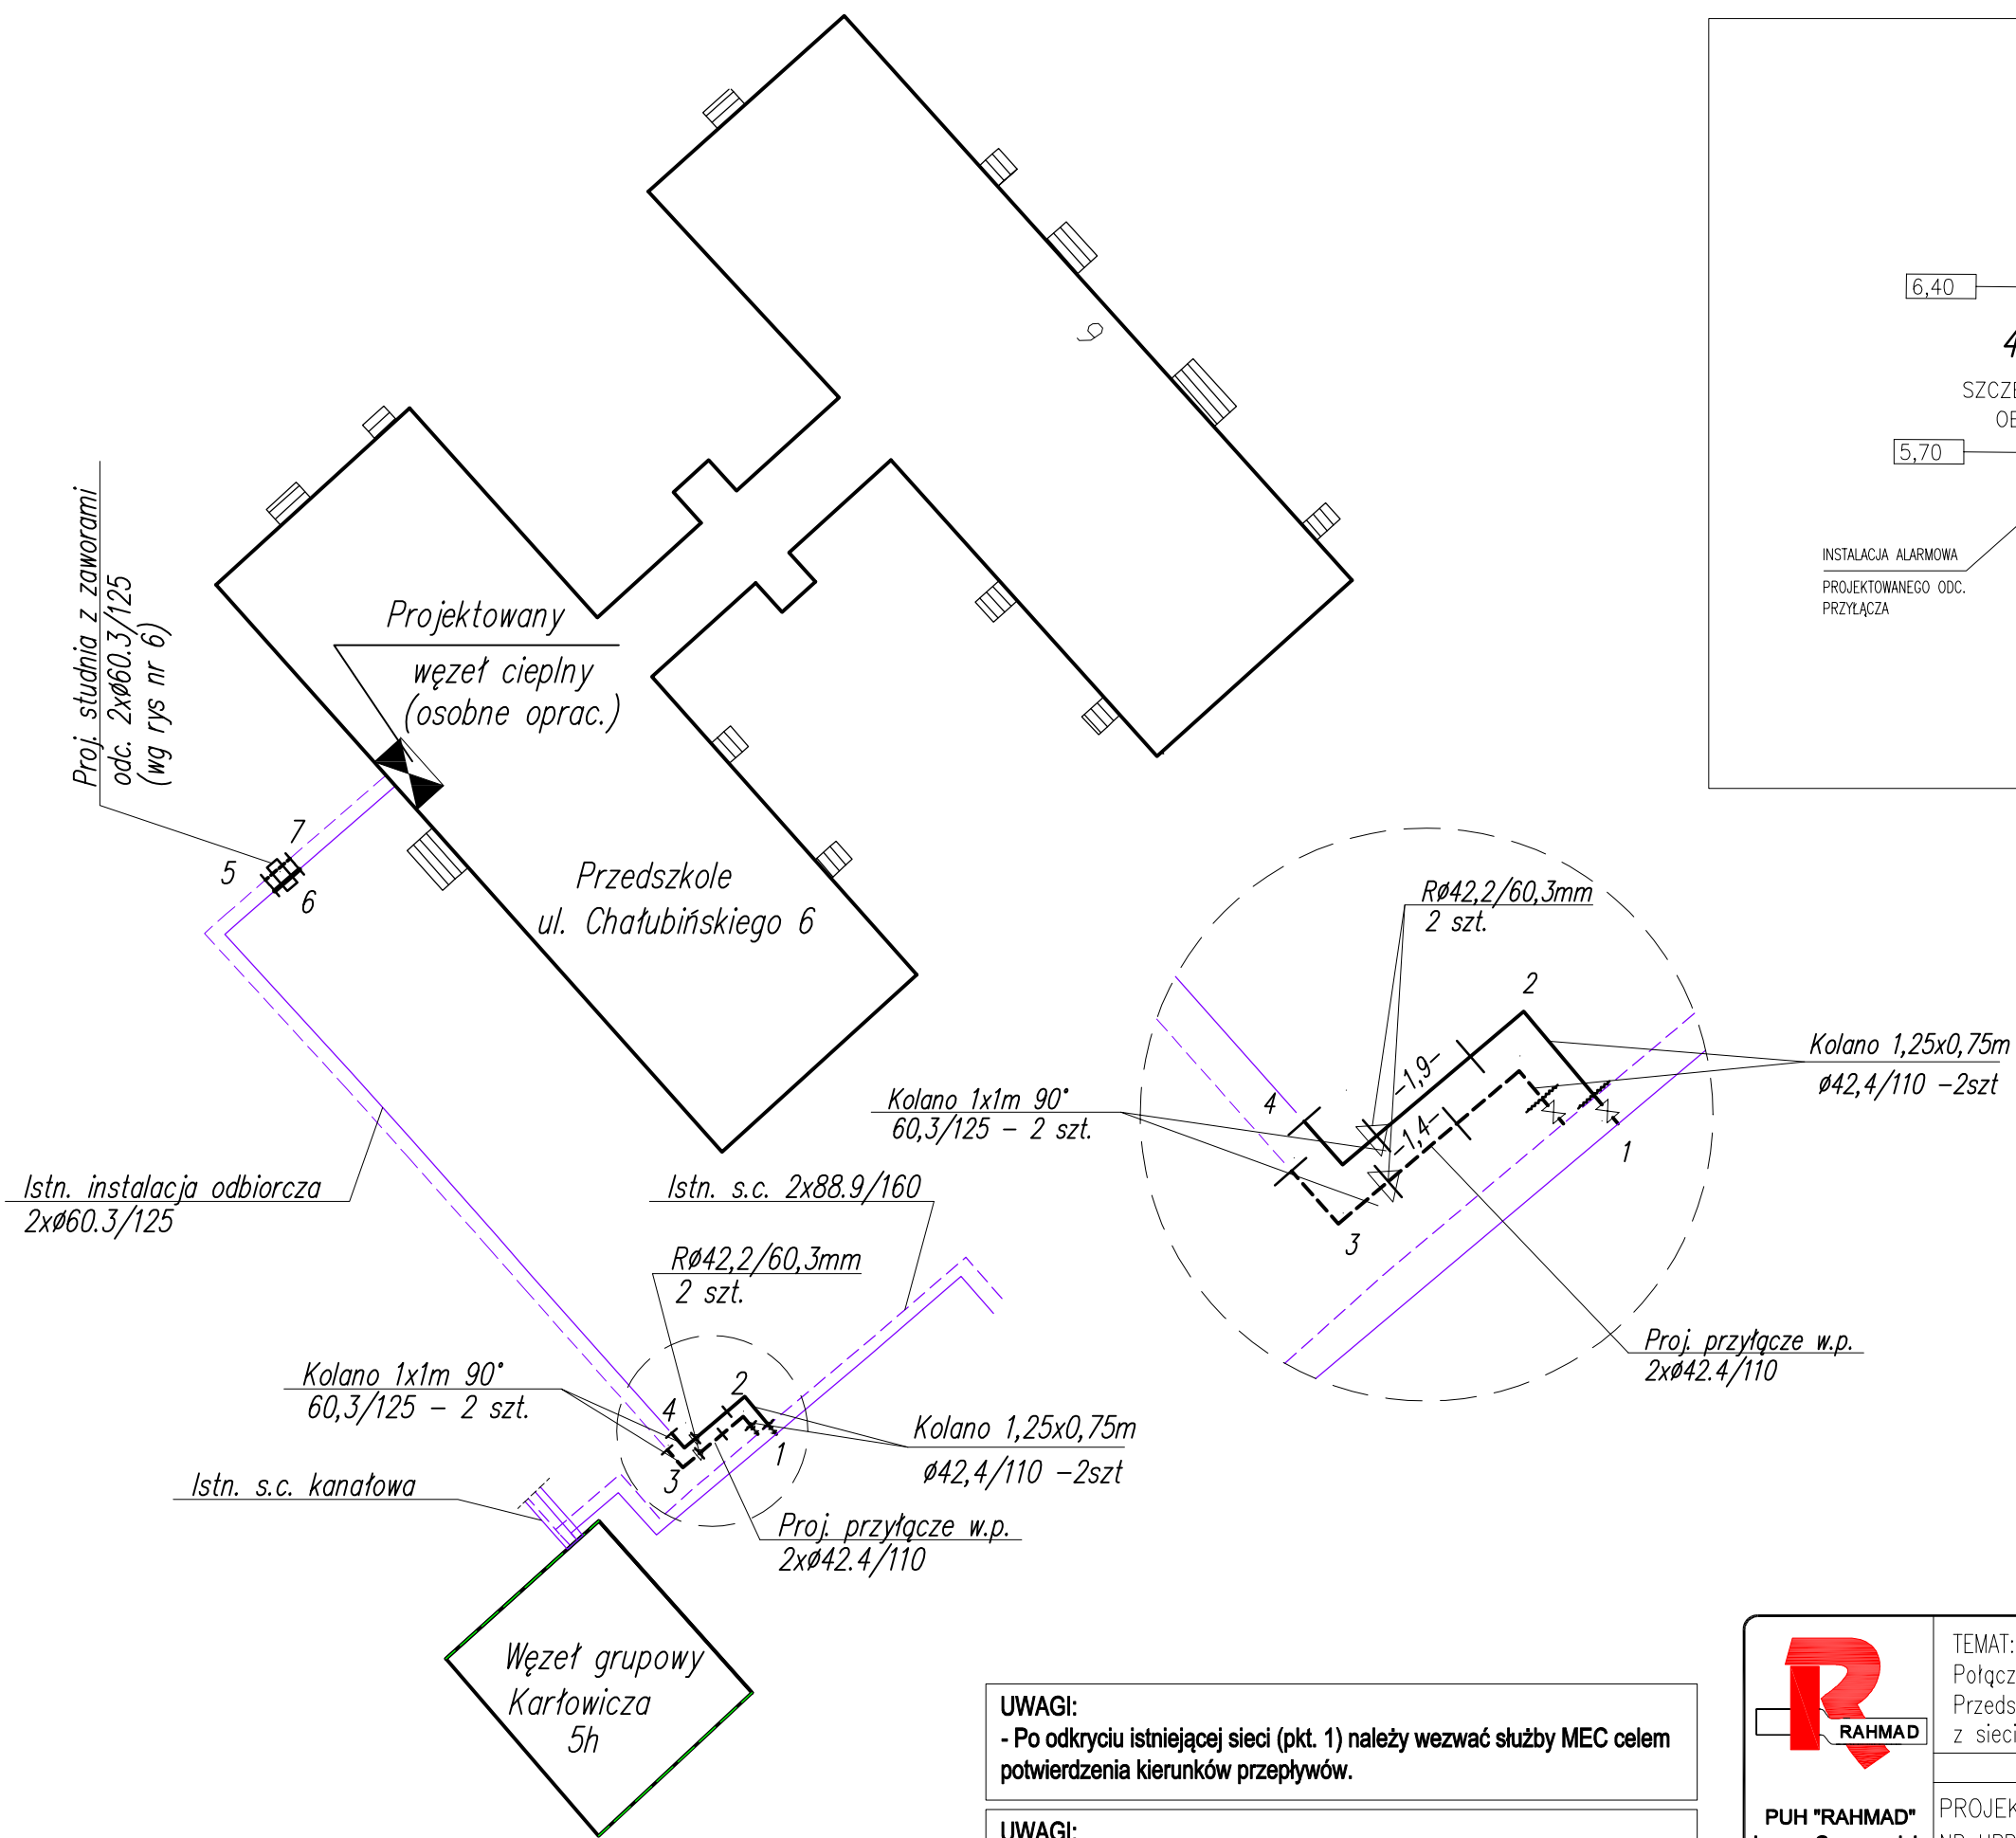 6,40
4
5,70
INSTALACJA ALARMOWA
PROJEKTOWANEGO ODC.
PRZYŁĄCZA
6
Proj. studnia z zaworami
odc. 2xø60.3/125
(wg rys nr 6)
Projektowany
węzeł cieplny
(osobne oprac.)
7
5
6
Przedszkole
ul. Chałubińskiego 6
Rø42,2/60,3mm
2 szt.
2
Kolano 1,25x0,75m
ø42,4/110 -2szt
-1,9-
Kolano 1x1m 90°
60,3/125 - 2 szt.
4
-1,4-
1
3
Proj. przyłącze w.p.
2xø42.4/110
Istn. instalacja odbiorcza
2xø60.3/125
Istn. s.c. 2x88.9/160
Rø42,2/60,3mm
2 szt.
Kolano 1x1m 90°
60,3/125 - 2 szt.
4
2
3
1
Kolano 1,25x0,75m
ø42,4/110 -2szt
Istn. s.c. kanałowa
Proj. przyłącze w.p.
2xø42.4/110
Węzeł grupowy
Karłowicza
5h
UWAGI:
- Po odkryciu istniejącej sieci (pkt. 1) należy wezwać służby MEC celem
potwierdzenia kierunków przepływów.
UWAGI:
RAHMAD
PUH "RAHMAD"
TEMAT:
Połącz
Przeds
z sieci
PROJEK